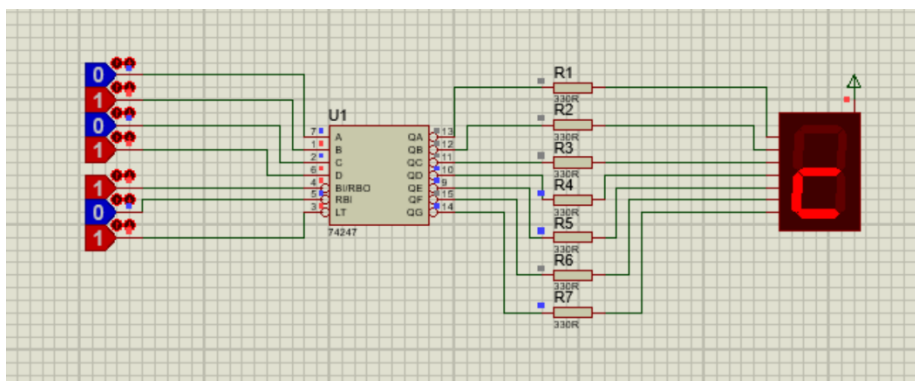 0
1
0
1
1
0
1
U1
7 A QA 13
1 B QB 12
2 C QC 11
6 D QD 10
4 BI/RBO QE 9
5 RBI QF 15
3 LT QG 14
74247
R1
330R
R2
330R
R3
330R
R4
330R
R5
330R
R6
330R
R7
330R
c